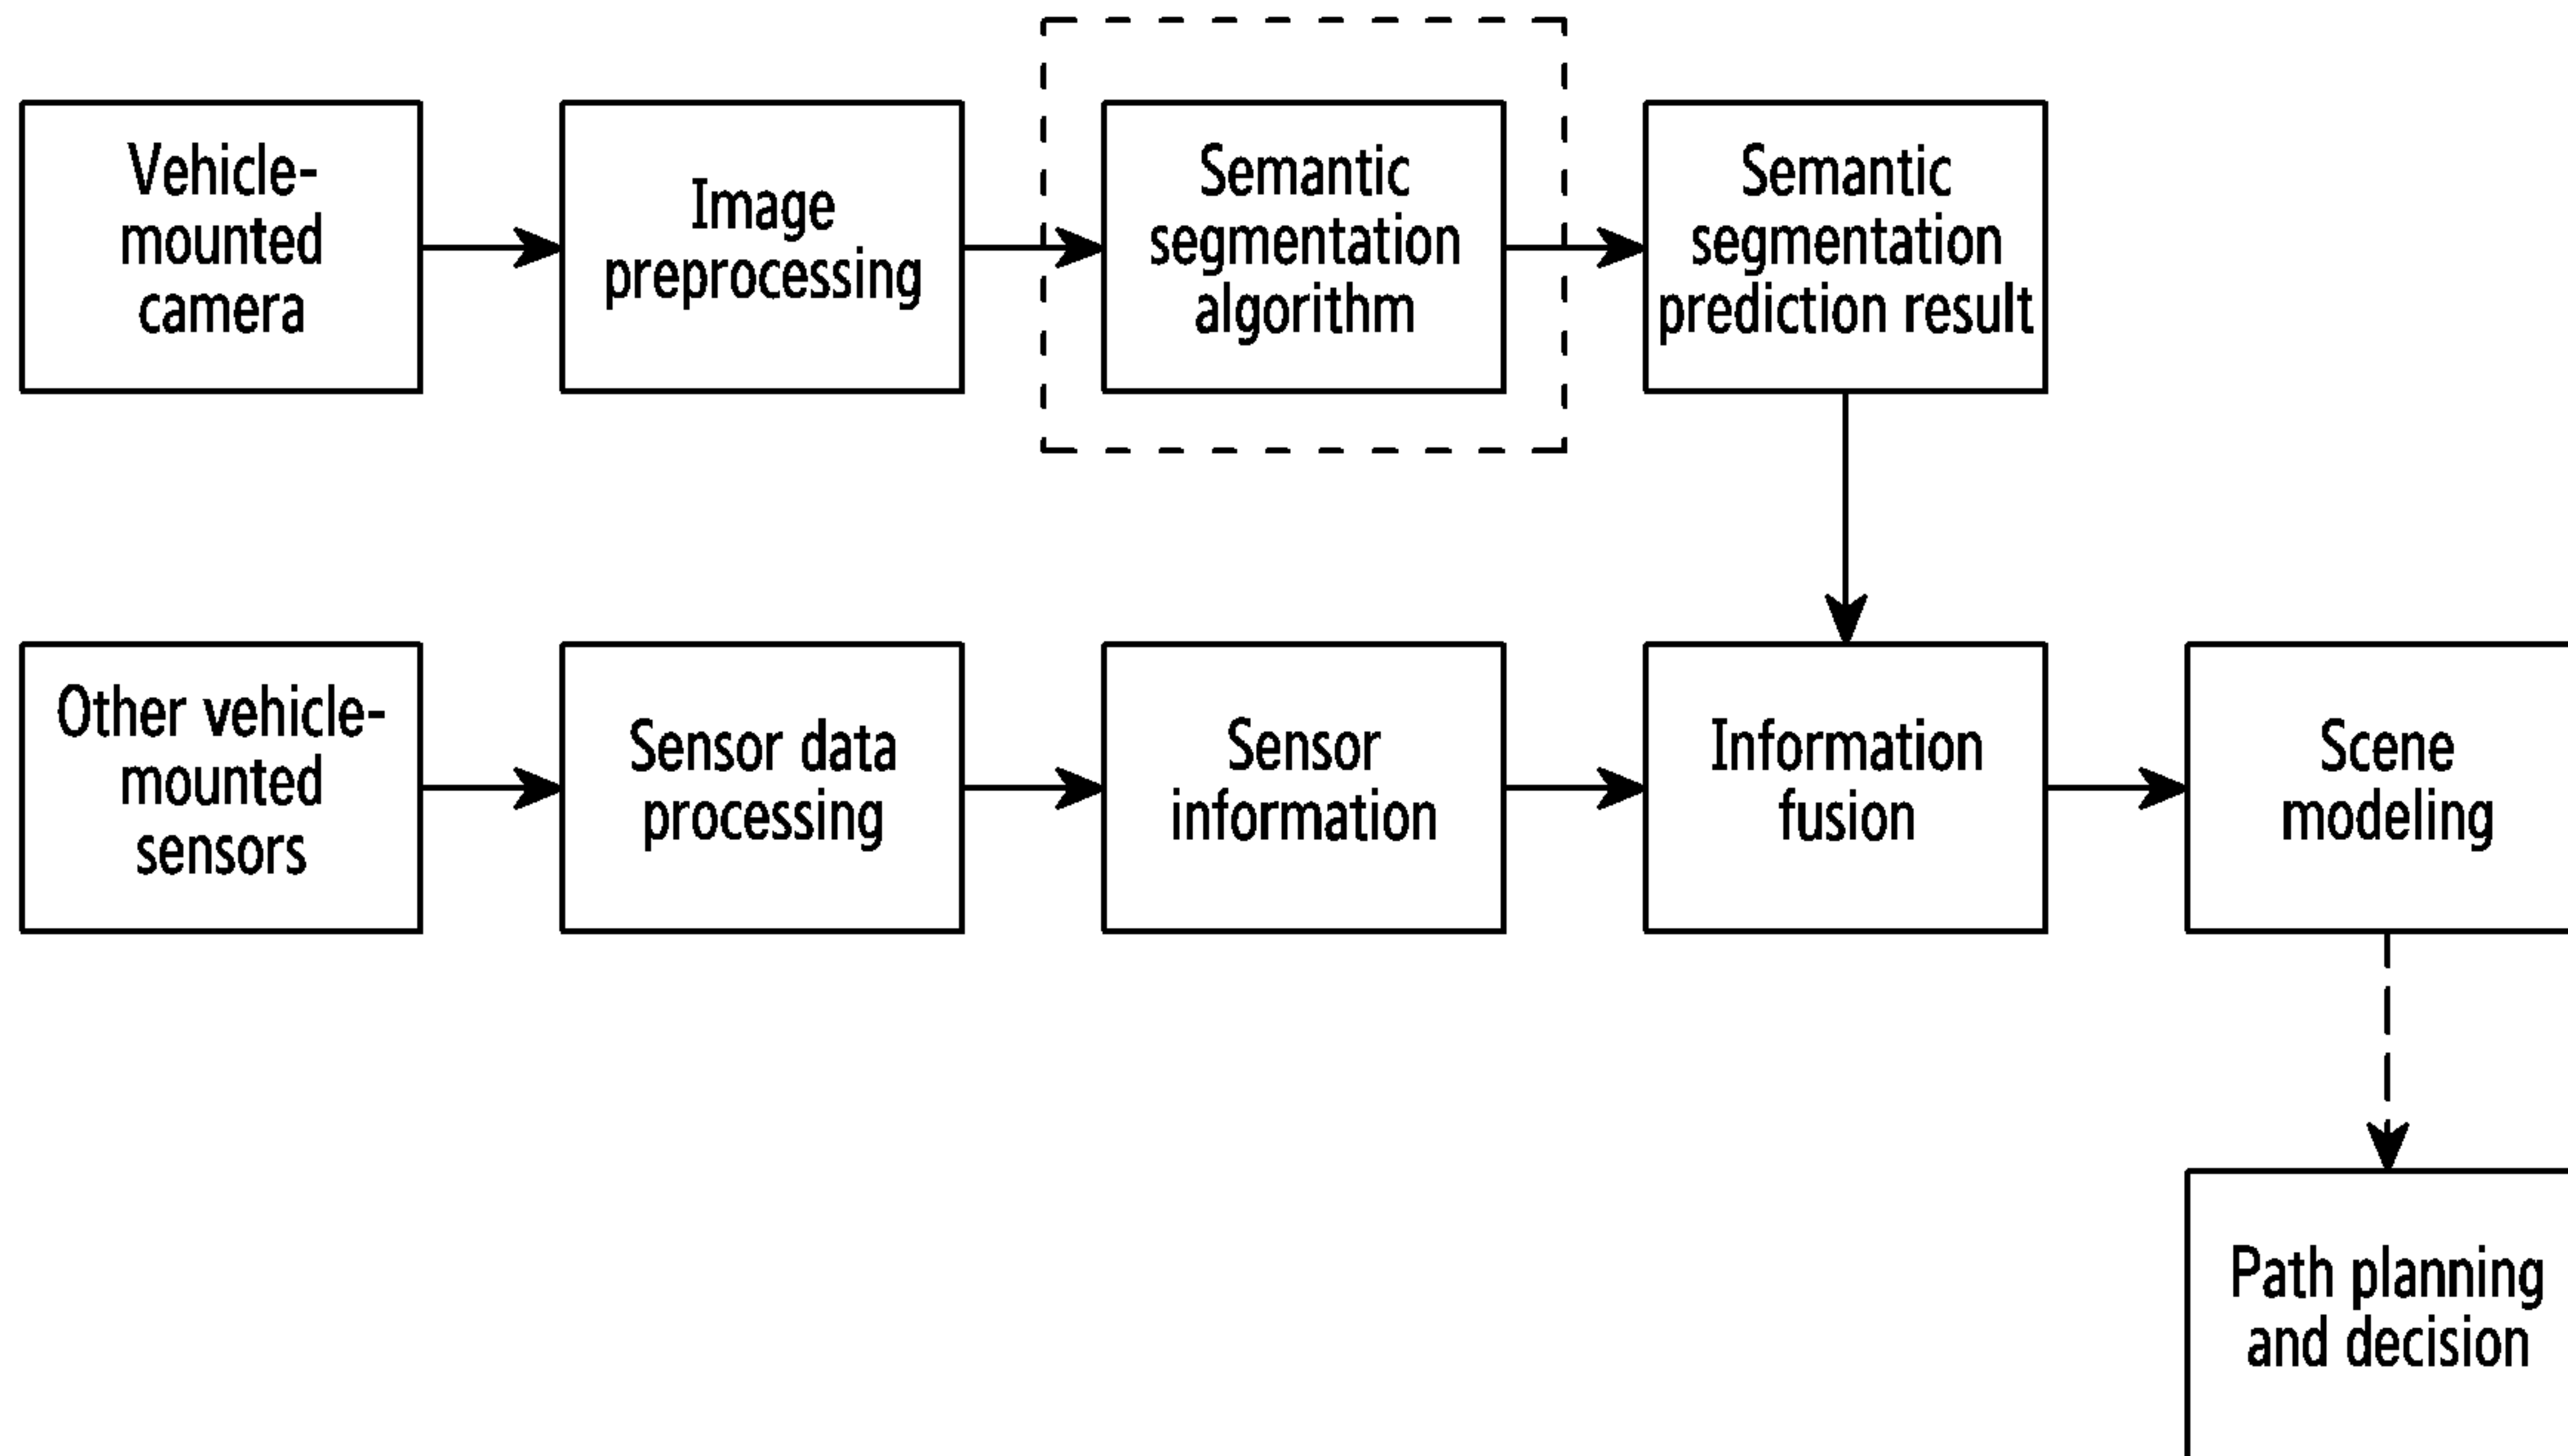 Vehicle-
mounted
camera
Image
preprocessing
Semantic
segmentation
algorithm
Semantic
segmentation
prediction result
Other vehicle-
mounted
sensors
Sensor data
processing
Sensor
information
Information
fusion
Scene
modeling
Path planning
and decision